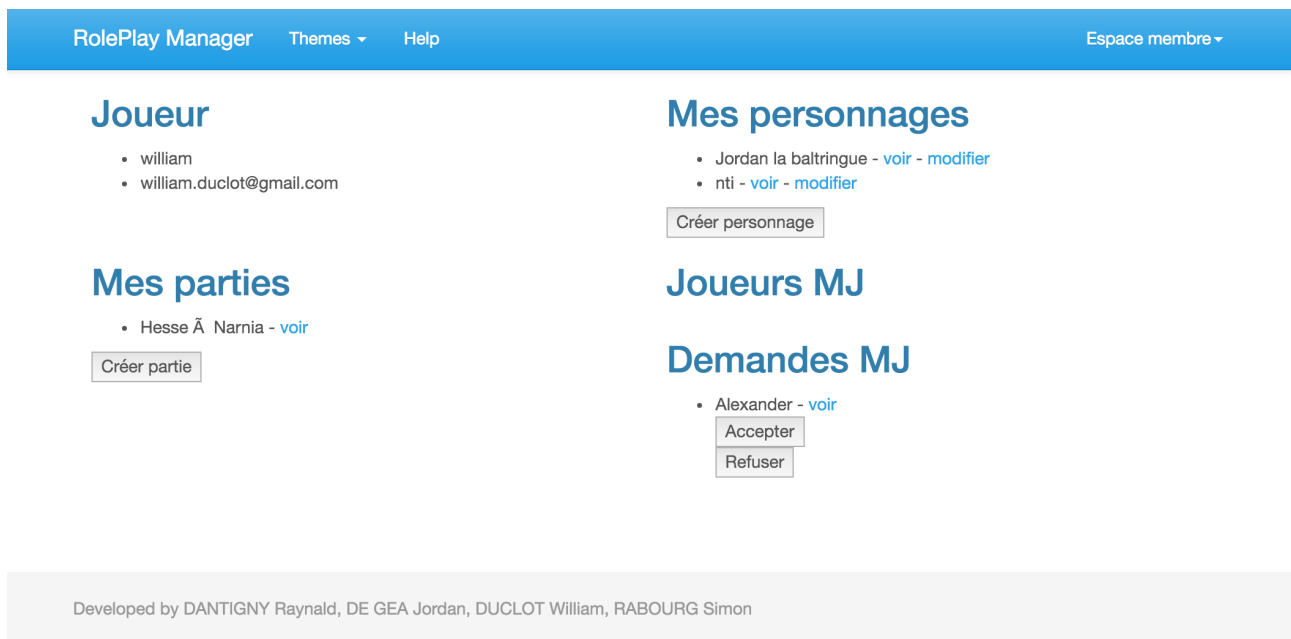 RolePlay Manager Themes Help Espace membre
Joueur
william
william.duclot@gmail.com
Mes personnages
Jordan la baltringue - voir - modifier
nti - voir - modifier
Créer personnage
Mes parties
Hesse Ã  Narnia - voir
Créer partie
Joueurs MJ
Demandes MJ
Alexander - voir
Accepter
Refuser
Developed by DANTIGNY Raynald, DE GEA Jordan, DUCLOT William, RABOURG Simon